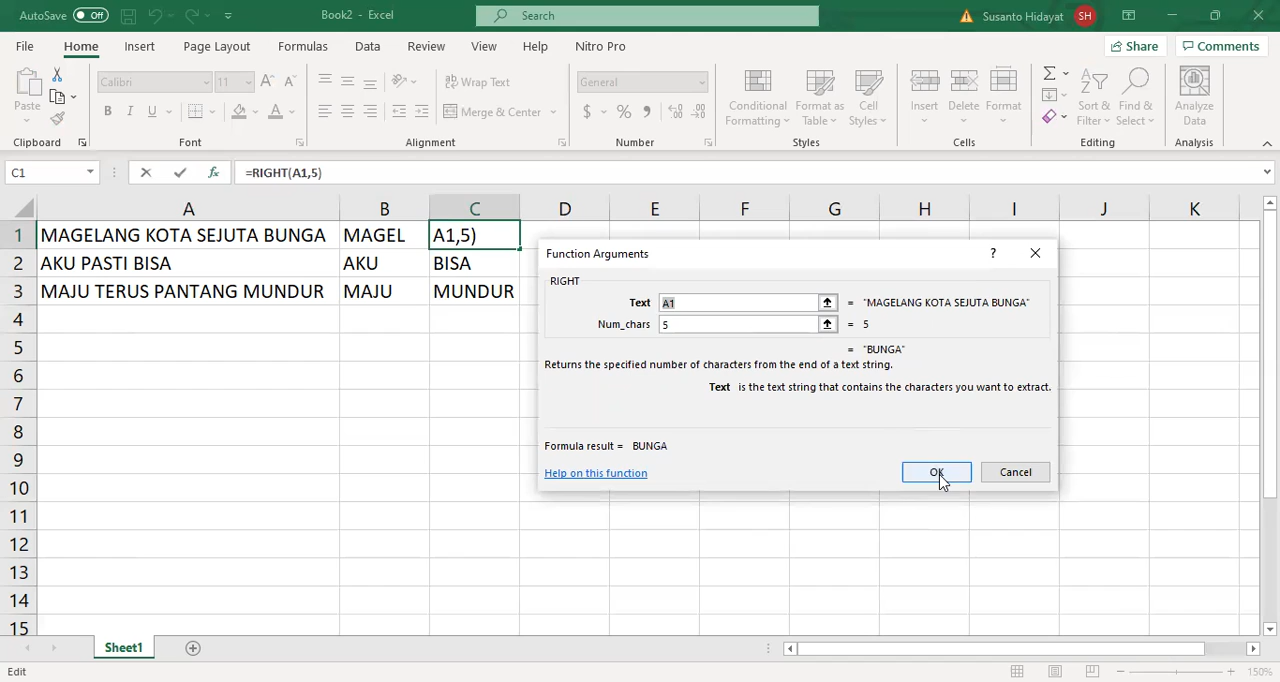 AutoSave Off Book2 - Excel Search Susanto Hidayat SH
File Home Insert Page Layout Formulas Data Review View Help Nitro Pro Share Comments
Paste Calibri 11 A A Wrap Text General Conditional Formatting Format as Table Cell Styles Insert Delete Format Sort & Filter Find & Select Analyze Data
B I U A Merge & Center $ % ,
Clipboard Font Alignment Number Styles Cells Editing Analysis
C1 fx =RIGHT(A1,5)
A B C D E F G H I J K
1 MAGELANG KOTA SEJUTA BUNGA MAGEL A1,5)
2 AKU PASTI BISA AKU BISA
3 MAJU TERUS PANTANG MUNDUR MAJU MUNDUR
4
5
6
7
8
9
10
11
12
13
14
15
Function Arguments ?
RIGHT
Text A1 = "MAGELANG KOTA SEJUTA BUNGA"
Num_chars 5 = 5
= "BUNGA"
Returns the specified number of characters from the end of a text string.
Text is the text string that contains the characters you want to extract.
Formula result = BUNGA
Help on this function OK Cancel
Sheet1
Edit 150%